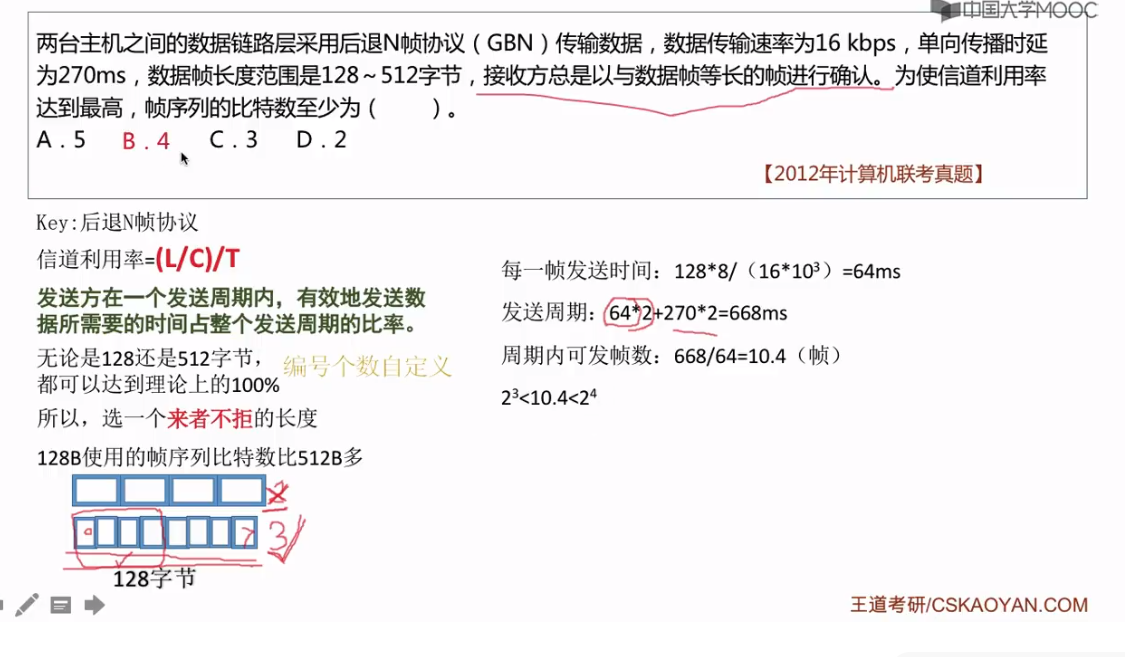 中国大学MOOC
两台主机之间的数据链路层采用后退N帧协议（GBN）传输数据，数据传输速率为16 kbps，单向传播时延
为270ms，数据帧长度范围是128～512字节，接收方总是以与数据帧等长的帧进行确认。为使信道利用率
达到最高，帧序列的比特数至少为（　　）。
A．5　B．4　C．3　D．2
【2012年计算机联考真题】
Key:后退N帧协议
信道利用率=(L/C)/T
发送方在一个发送周期内，有效地发送数
据所需要的时间占整个发送周期的比率。
无论是128还是512字节，
都可以达到理论上的100%
编号个数自定义
所以，选一个来者不拒的长度
128B使用的帧序列比特数比512B多
2
0 7 3
128字节
每一帧发送时间：128*8/（16*10³）=64ms
发送周期：64*2+270*2=668ms
周期内可发帧数：668/64=10.4（帧）
2³<10.4<2⁴
王道考研/CSKAOYAN.COM